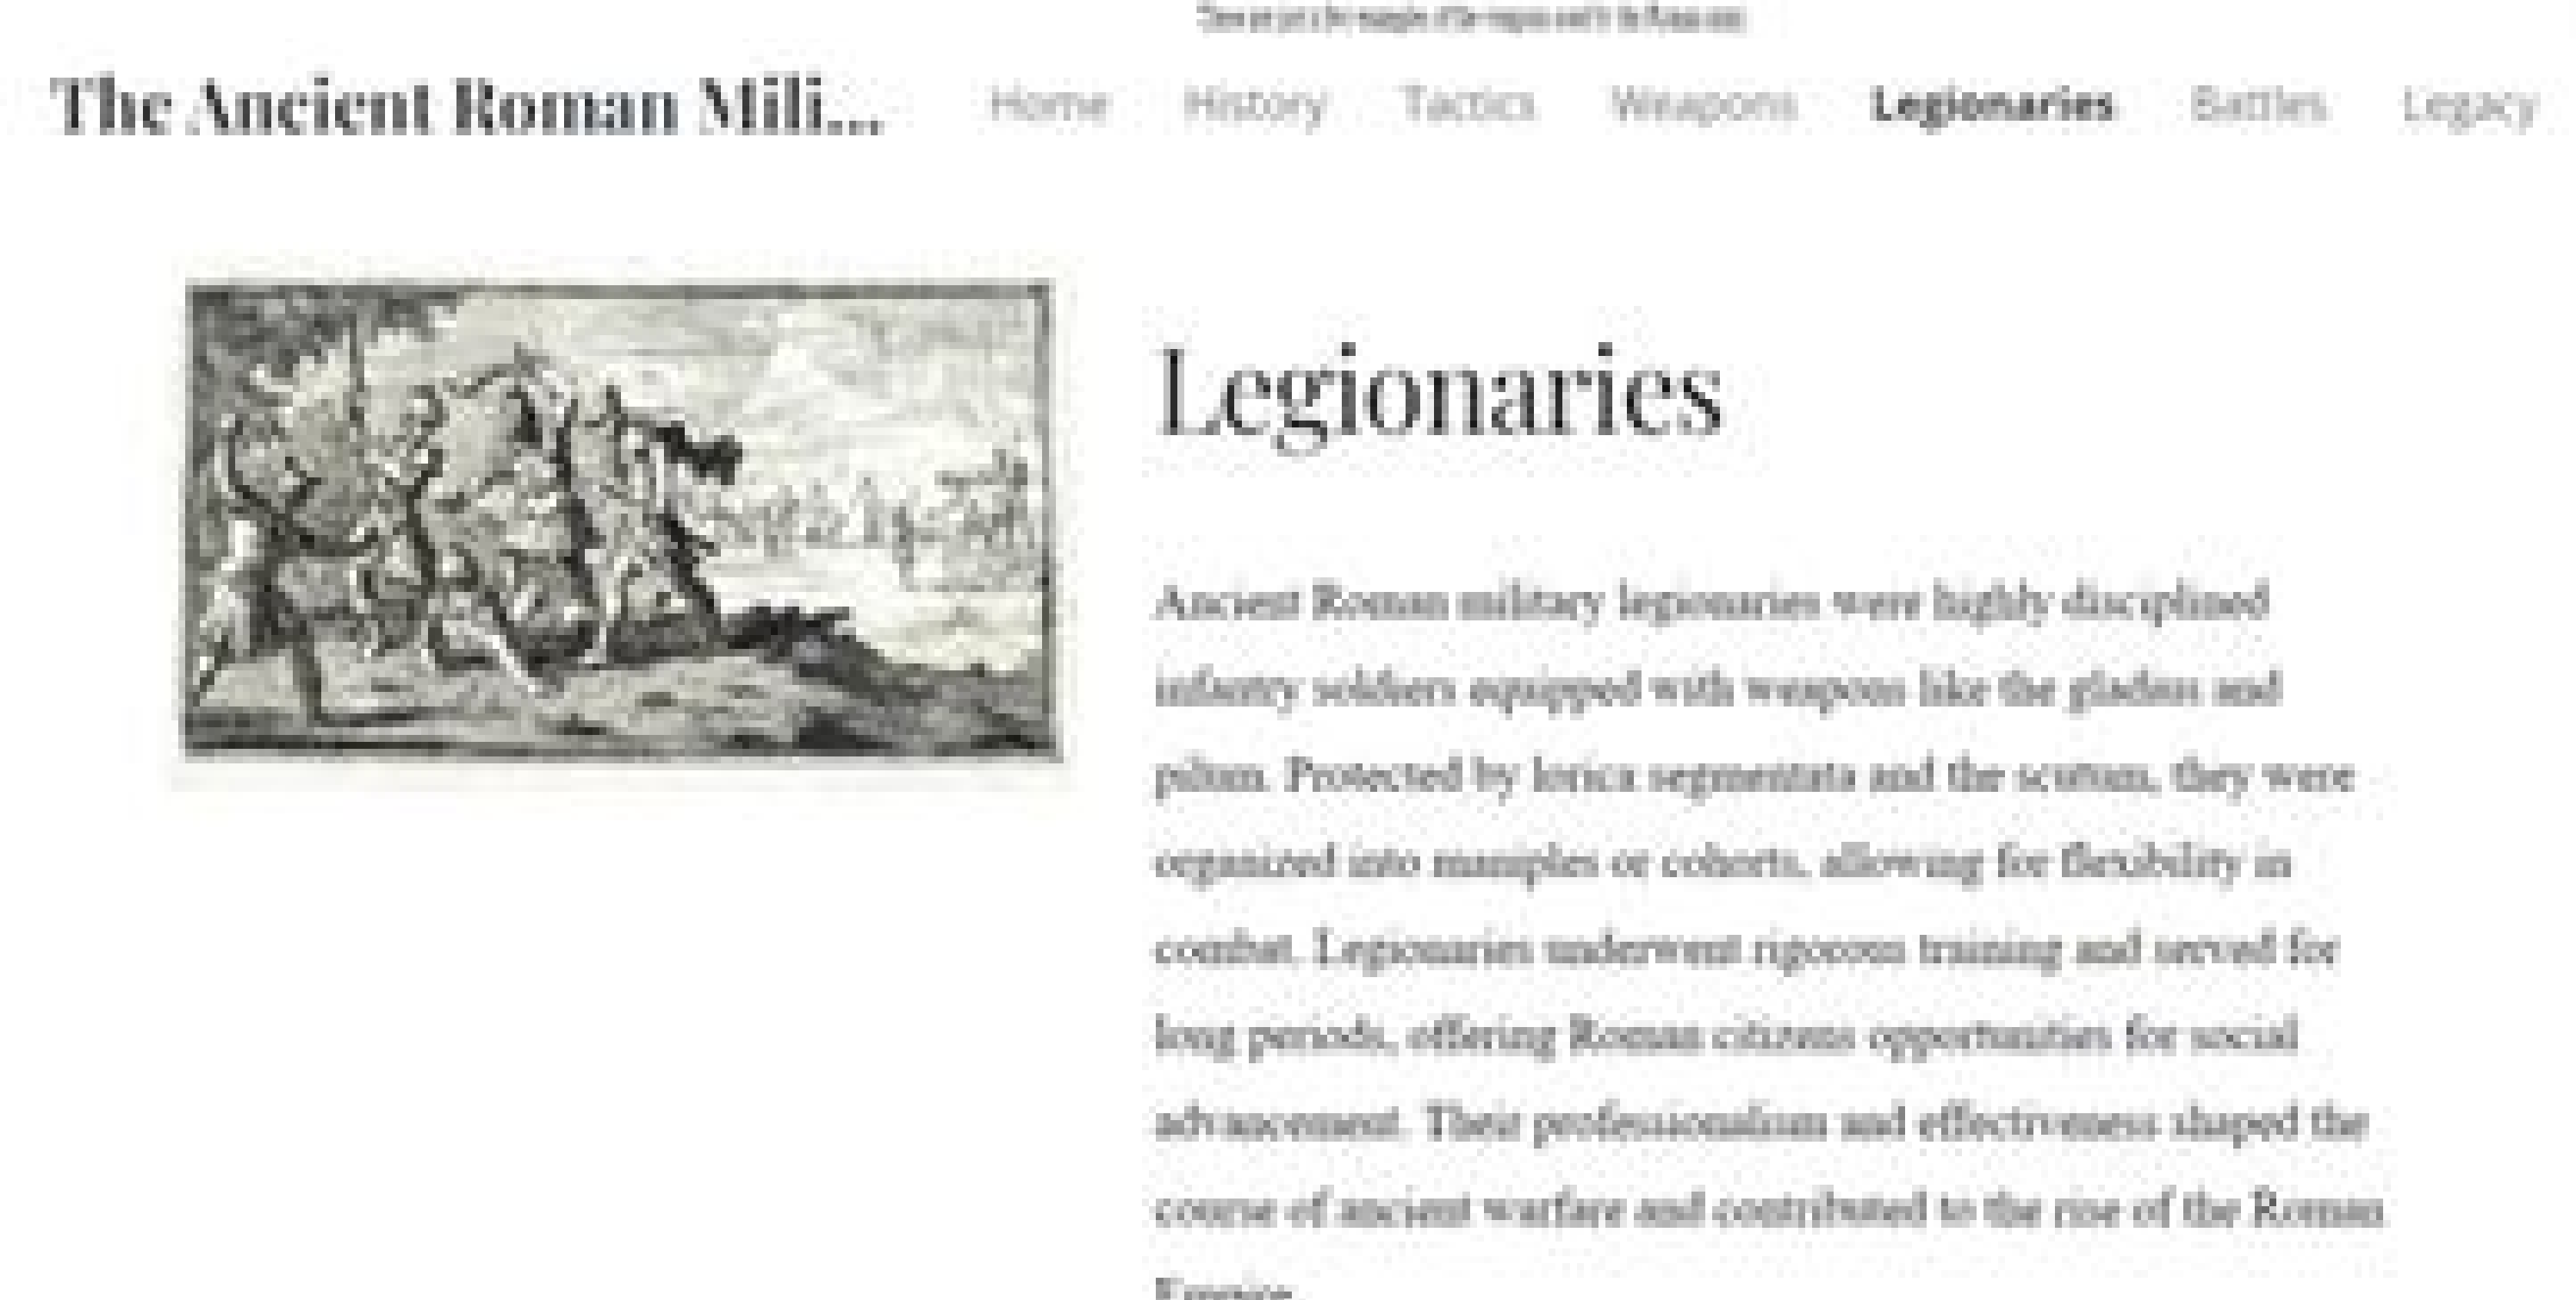 The Ancient Roman Mili...
Home History Tactics Weapons Legionaries Battles Legacy
Legionaries
Ancient Roman military legionaries were highly disciplined
infantry soldiers equipped with weapons like the gladius and
pilum. Protected by lorica segmentata and the scutum, they were
organized into maniples or cohorts, allowing for flexibility in
combat. Legionaries underwent rigorous training and served for
long periods, offering Roman citizens opportunities for social
advancement. Their professionalism and effectiveness shaped the
course of ancient warfare and contributed to the rise of the Roman
Empire.